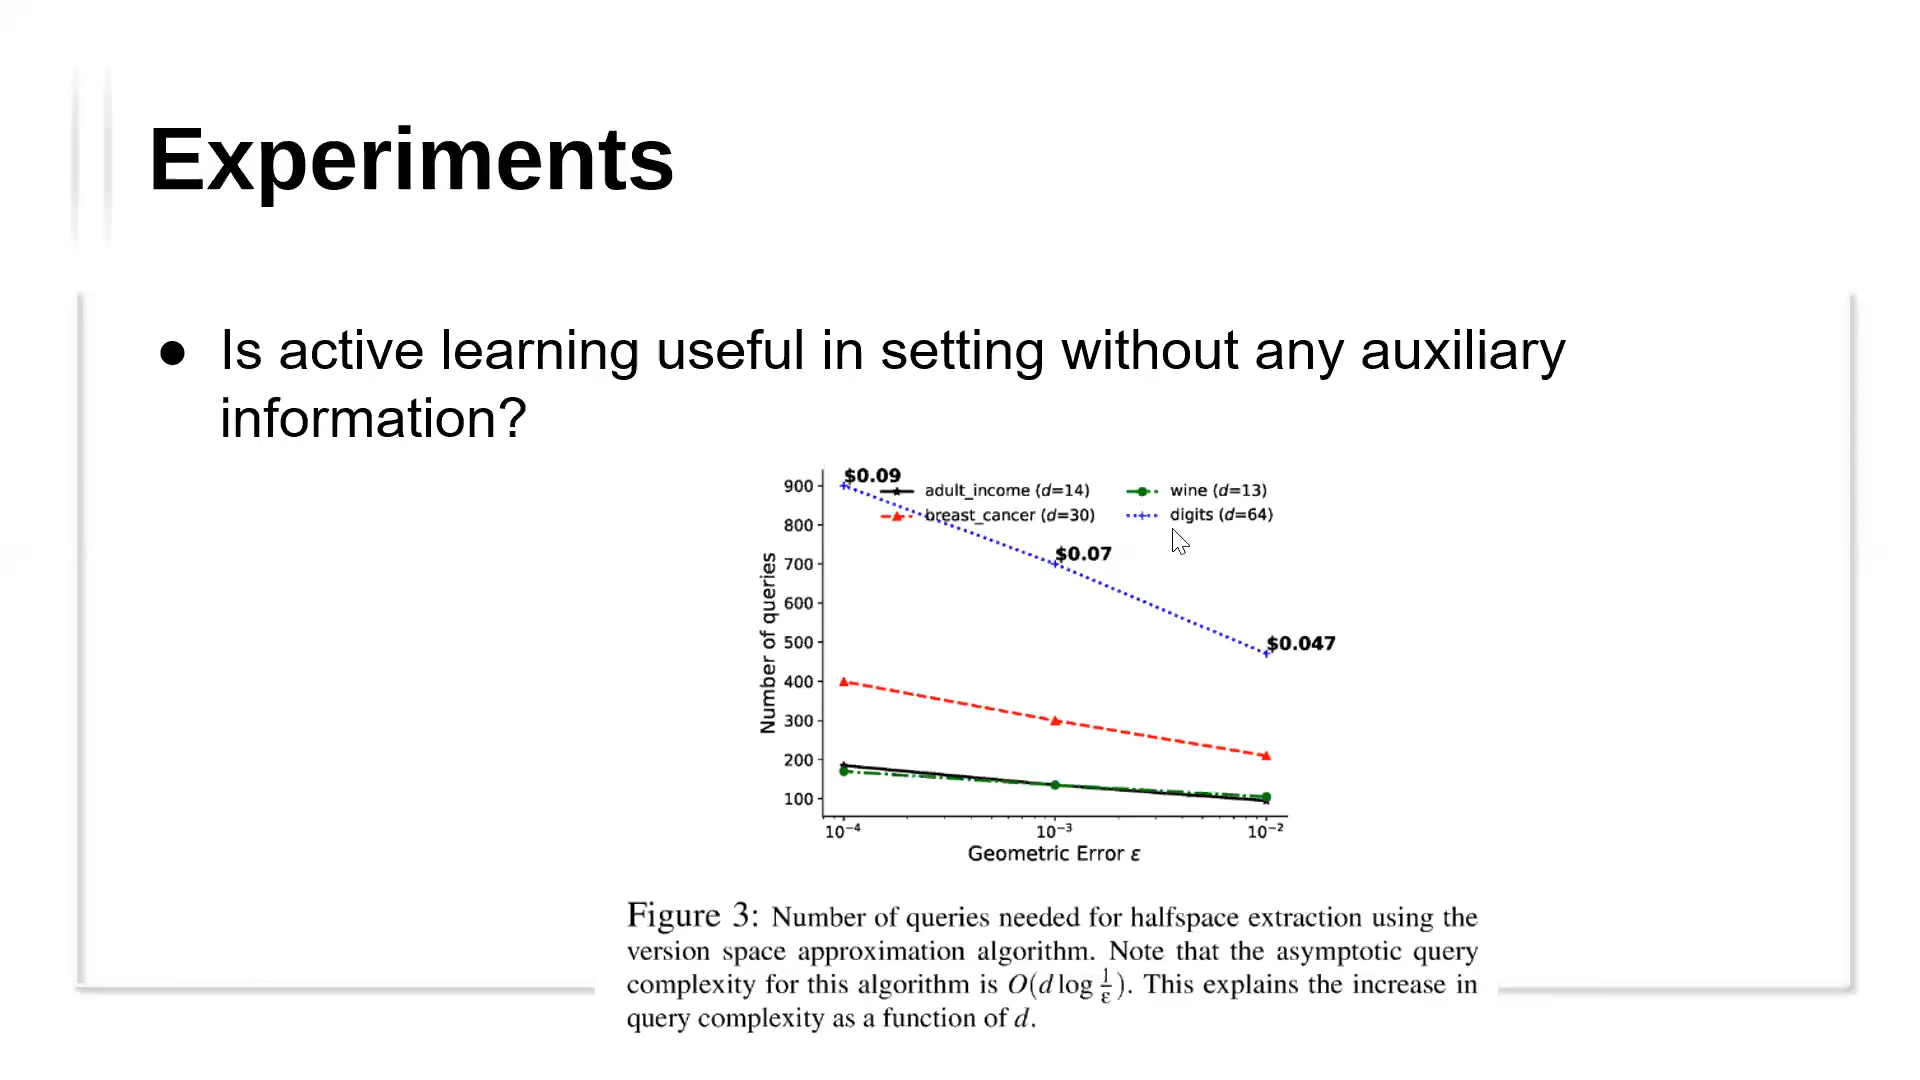 Experiments
● Is active learning useful in setting without any auxiliary
information?
$0.09
adult_income (d=14)
wine (d=13)
breast_cancer (d=30)
digits (d=64)
$0.07
$0.047
Number of queries
900
800
700
600
500
400
300
200
100
10⁻⁴
10⁻³
10⁻²
Geometric Error ε
Figure 3: Number of queries needed for halfspace extraction using the
version space approximation algorithm. Note that the asymptotic query
complexity for this algorithm is O(d log 1/ε). This explains the increase in
query complexity as a function of d.